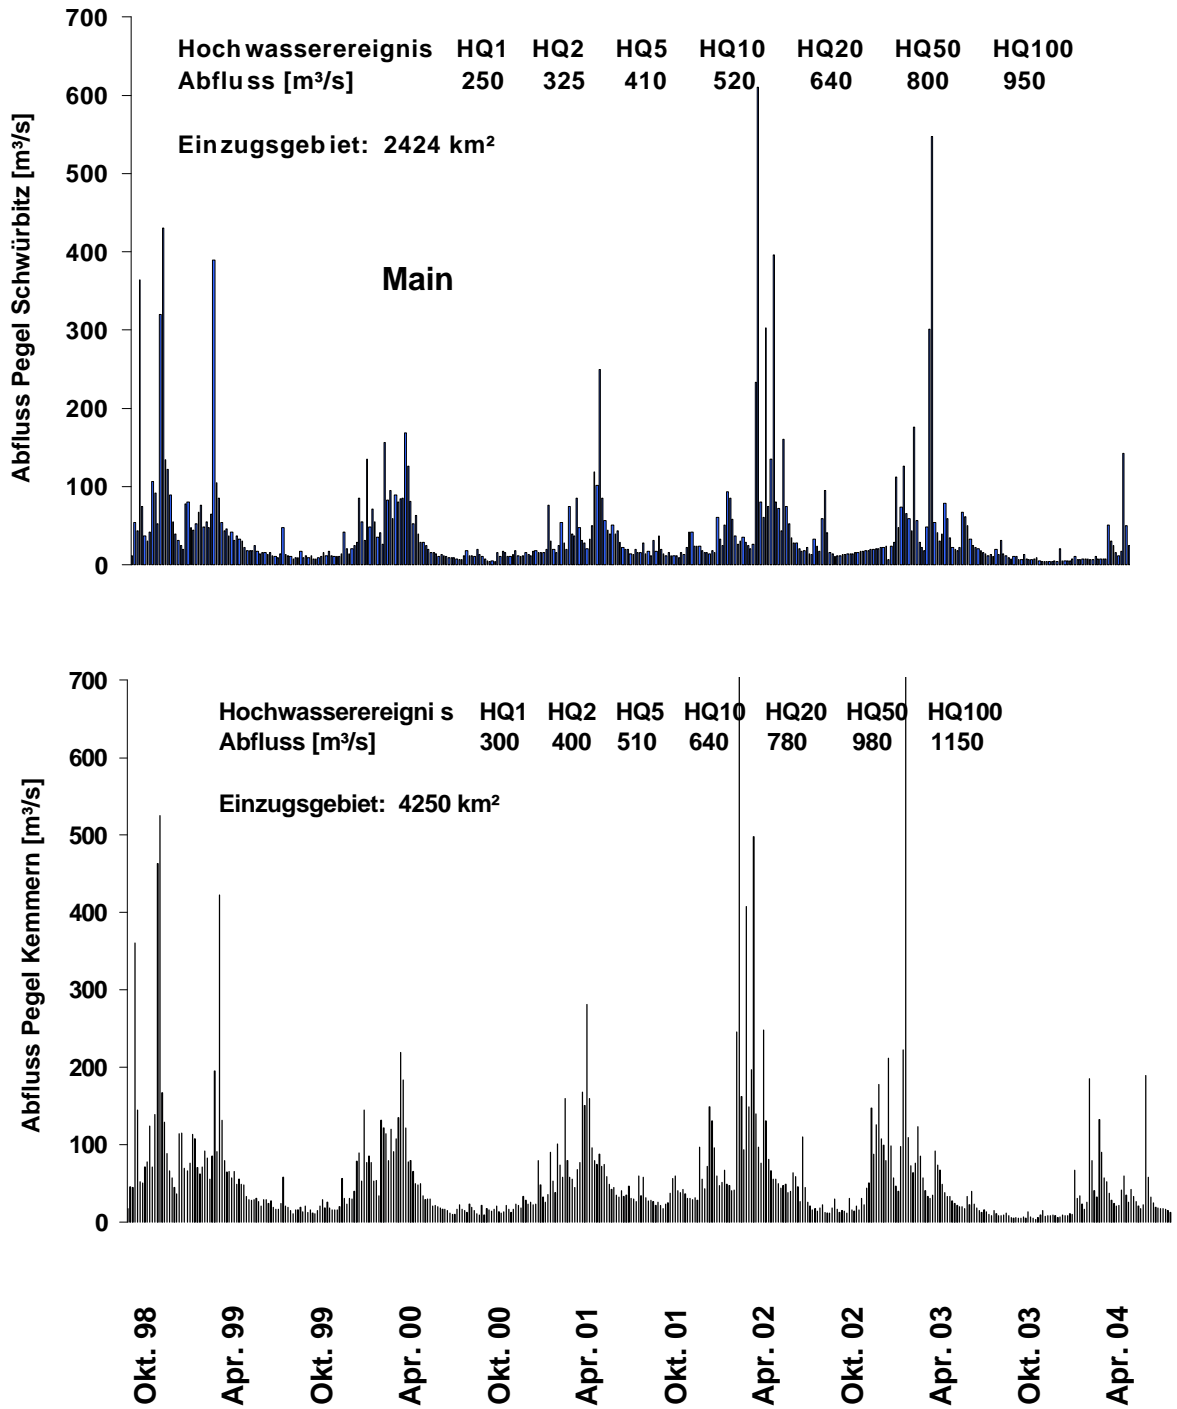 700
Hochwasserereignis HQ1 HQ2 HQ5 HQ10 HQ20 HQ50 HQ100
Abfluss [m³/s] 250 325 410 520 640 800 950
600
Einzugsgebiet: 2424 km²
500
400
Main
300
200
100
0
Abfluss Pegel Schwürbitz [m³/s]
700
Hochwasserereigni s HQ1 HQ2 HQ5 HQ10 HQ20 HQ50 HQ100
Abfluss [m³/s] 300 400 510 640 780 980 1150
600
Einzugsgebiet: 4250 km²
500
400
300
200
100
0
Abfluss Pegel Kemmern [m³/s]
Okt. 98
Apr. 99
Okt. 99
Apr. 00
Okt. 00
Apr. 01
Okt. 01
Apr. 02
Okt. 02
Apr. 03
Okt. 03
Apr. 04